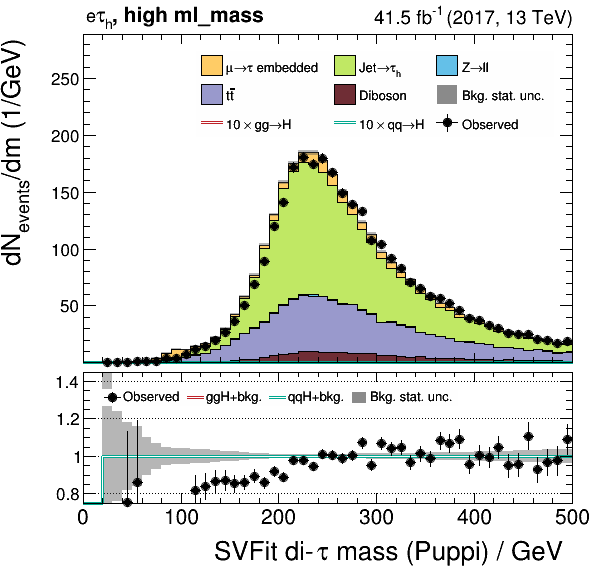 eτh, high ml_mass 41.5 fb⁻¹ (2017, 13 TeV)
dNevents/dm (1/GeV)
250
200
150
100
50
μ→τ embedded Jet→τh Z→ll
tt̄ Diboson Bkg. stat. unc.
10 × gg→H 10 × qq→H Observed
1.4
1.2
1
0.8
Observed ggH+bkg. qqH+bkg. Bkg. stat. unc.
0 100 200 300 400 500
SVFit di-τ mass (Puppi) / GeV